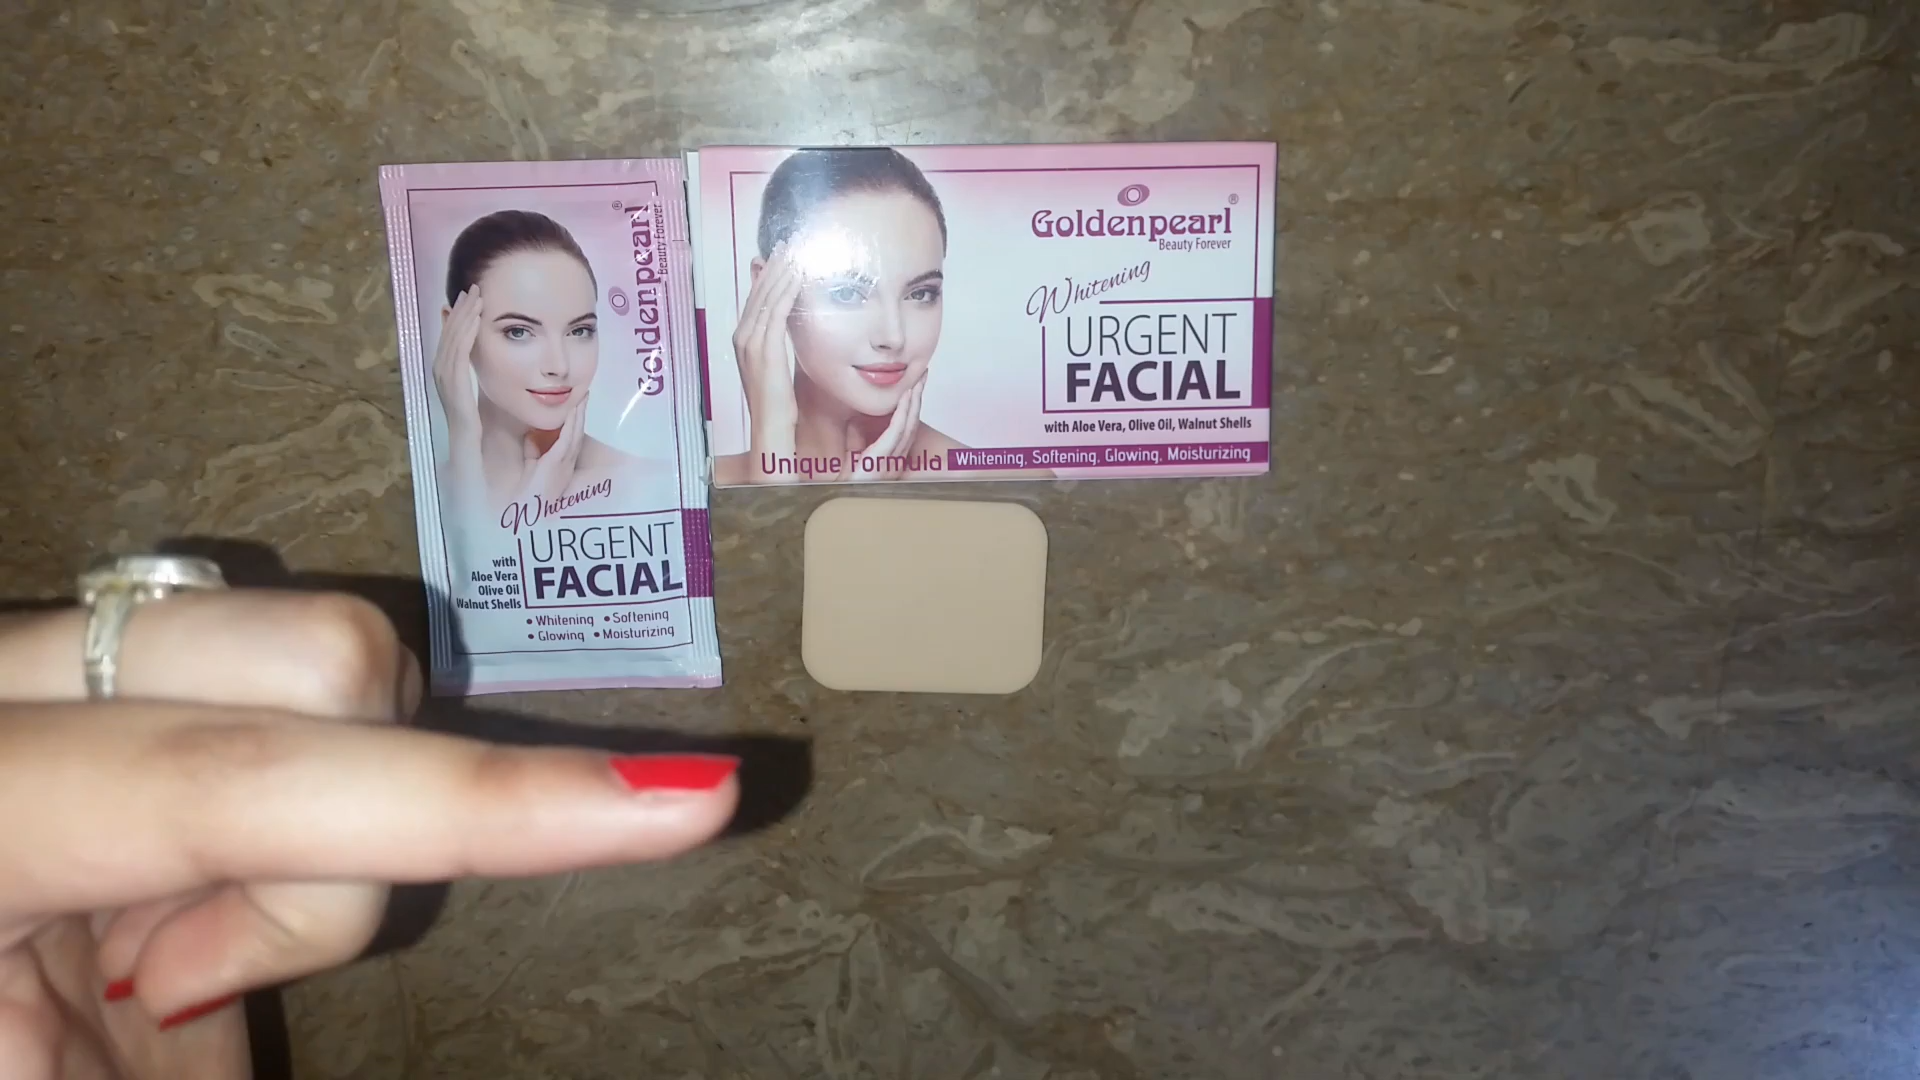 Goldenpearl®
Beauty Forever
Whitening
URGENT
FACIAL
with
Aloe Vera
Olive Oil
Walnut Shells
• Whitening • Softening
• Glowing • Moisturizing
Goldenpearl®
Beauty Forever
Whitening
URGENT
FACIAL
with Aloe Vera, Olive Oil, Walnut Shells
Unique Formula Whitening, Softening, Glowing, Moisturizing